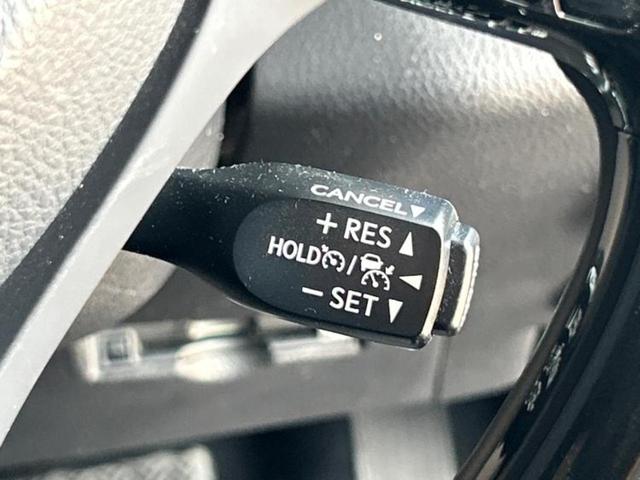 CANCEL▼
+ RES ▲
HOLD / ◀
− SET ▼